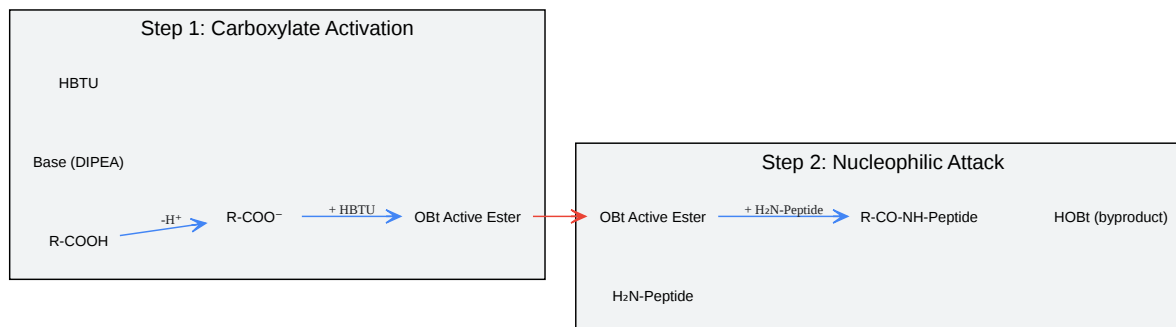 Step 1: Carboxylate Activation
HBTU
Base (DIPEA)
R-COOH
-H⁺
R-COO⁻
+ HBTU
OBt Active Ester
Step 2: Nucleophilic Attack
OBt Active Ester
+ H₂N-Peptide
R-CO-NH-Peptide
HOBt (byproduct)
H₂N-Peptide